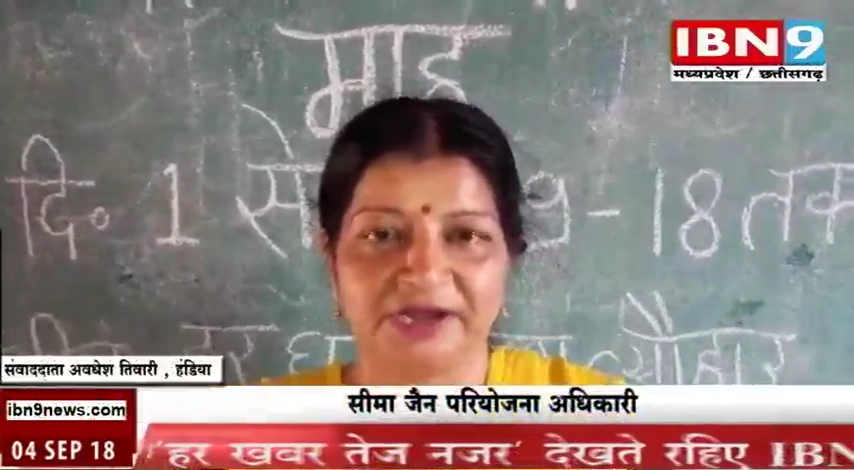 IBN9
मध्यप्रदेश / छत्तीसगढ़
माह
दि० 1 - 18 तक
त्यौहार
संवाददाता अवधेश तिवारी , हंडिया
सीमा जैन परियोजना अधिकारी
ibn9news.com
04 SEP 18
'हर खबर तेज नजर' देखते रहिए IBN